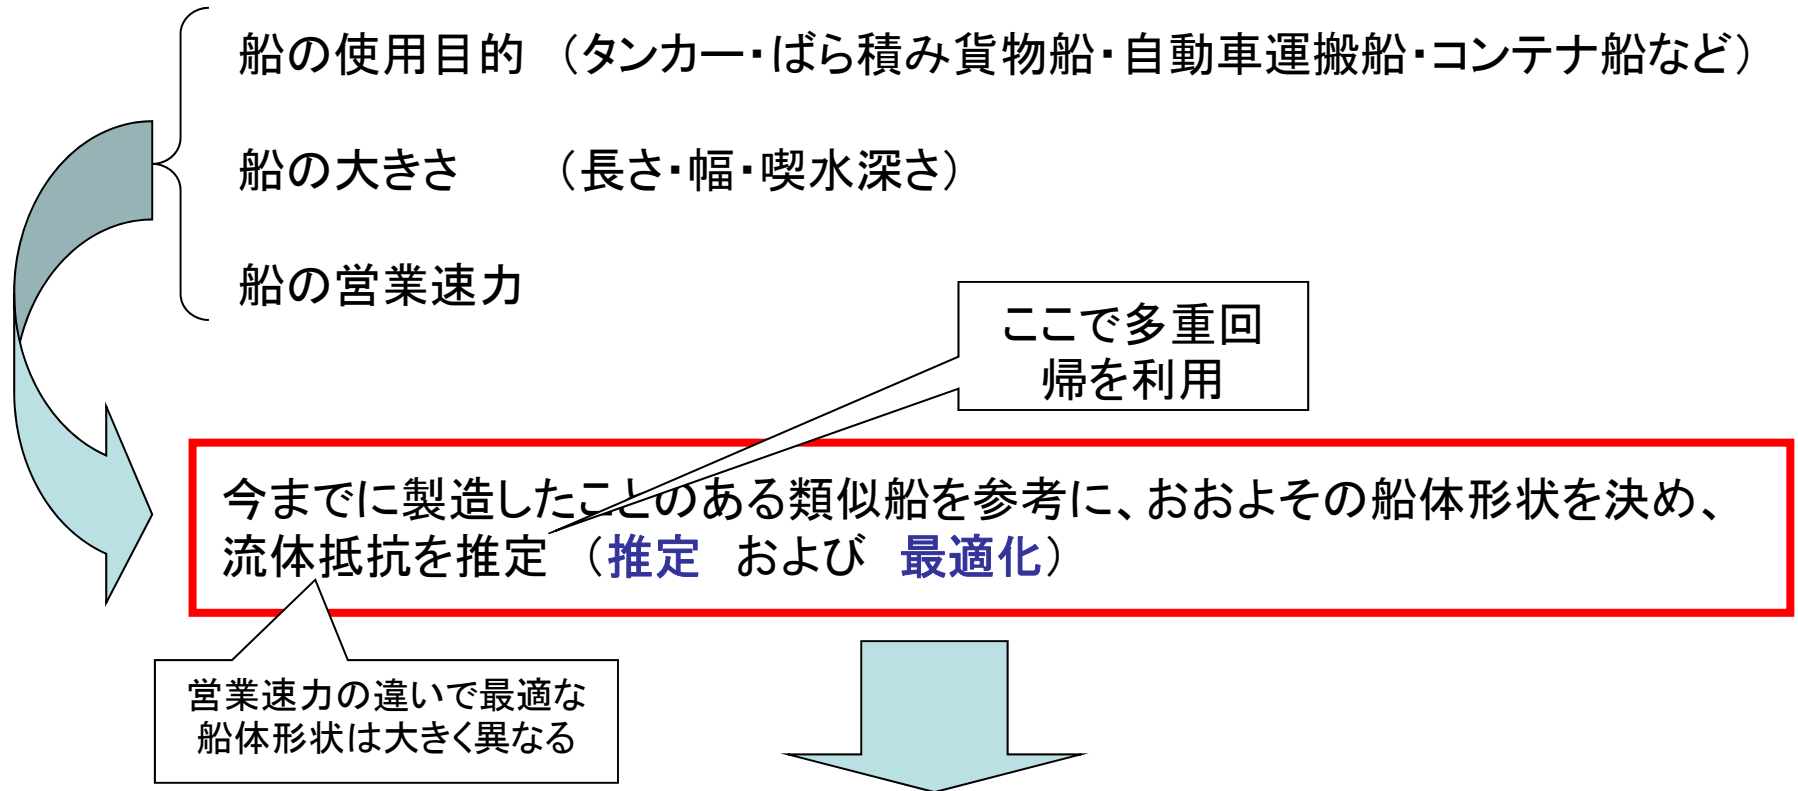 船の使用目的　（タンカー・ばら積み貨物船・自動車運搬船・コンテナ船など）
船の大きさ　　（長さ・幅・喫水深さ）
船の営業速力
ここで多重回
帰を利用
今までに製造したことのある類似船を参考に、おおよその船体形状を決め、
流体抵抗を推定　（推定　および　最適化）
営業速力の違いで最適な
船体形状は大きく異なる